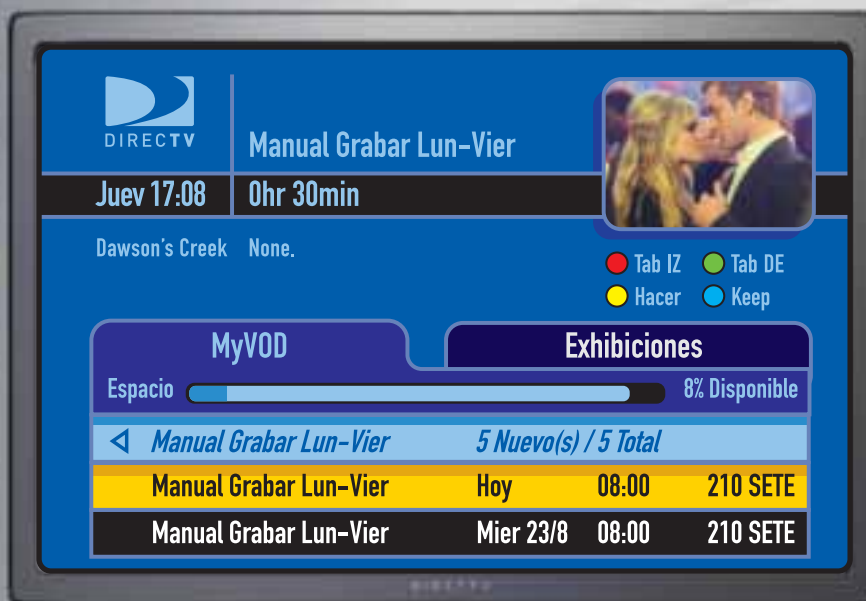 DIRECTV
Manual Grabar Lun-Vier
Juev 17:08 0hr 30min
Dawson's Creek None.
Tab IZ Tab DE
Hacer Keep
MyVOD Exhibiciones
Espacio 8% Disponible
Manual Grabar Lun-Vier 5 Nuevo(s) / 5 Total
Manual Grabar Lun-Vier Hoy 08:00 210 SETE
Manual Grabar Lun-Vier Mier 23/8 08:00 210 SETE
DIRECTV